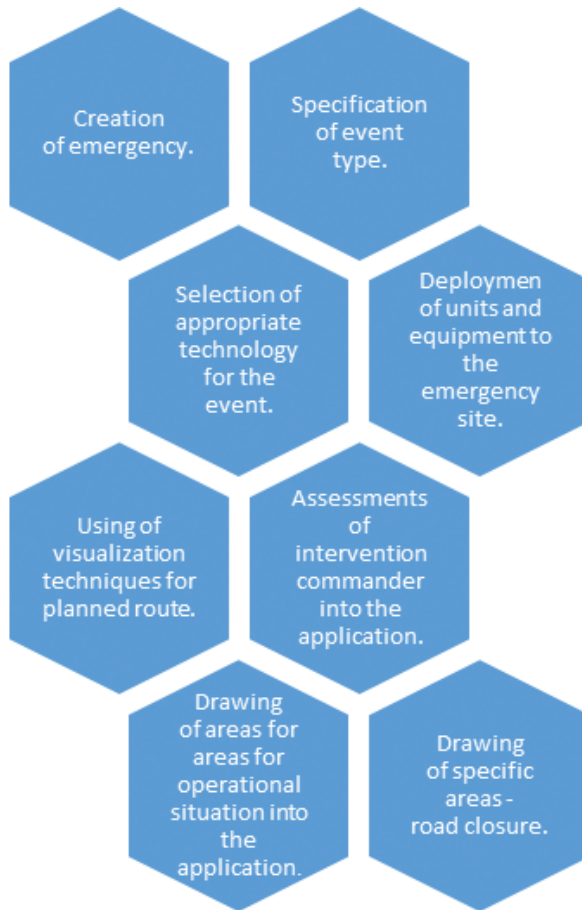 Creation
of emergency.
Specification
of event
type.
Selection of
appropriate
technology
for the
event.
Deploymen
of units and
equipment to
the
emergency
site.
Using of
visualization
techniques for
planned route.
Assessments
of
intervention
commander
into the
application.
Drawing
of areas for
areas for
operational
situation into
the
application.
Drawing
of specific
areas -
road closure.